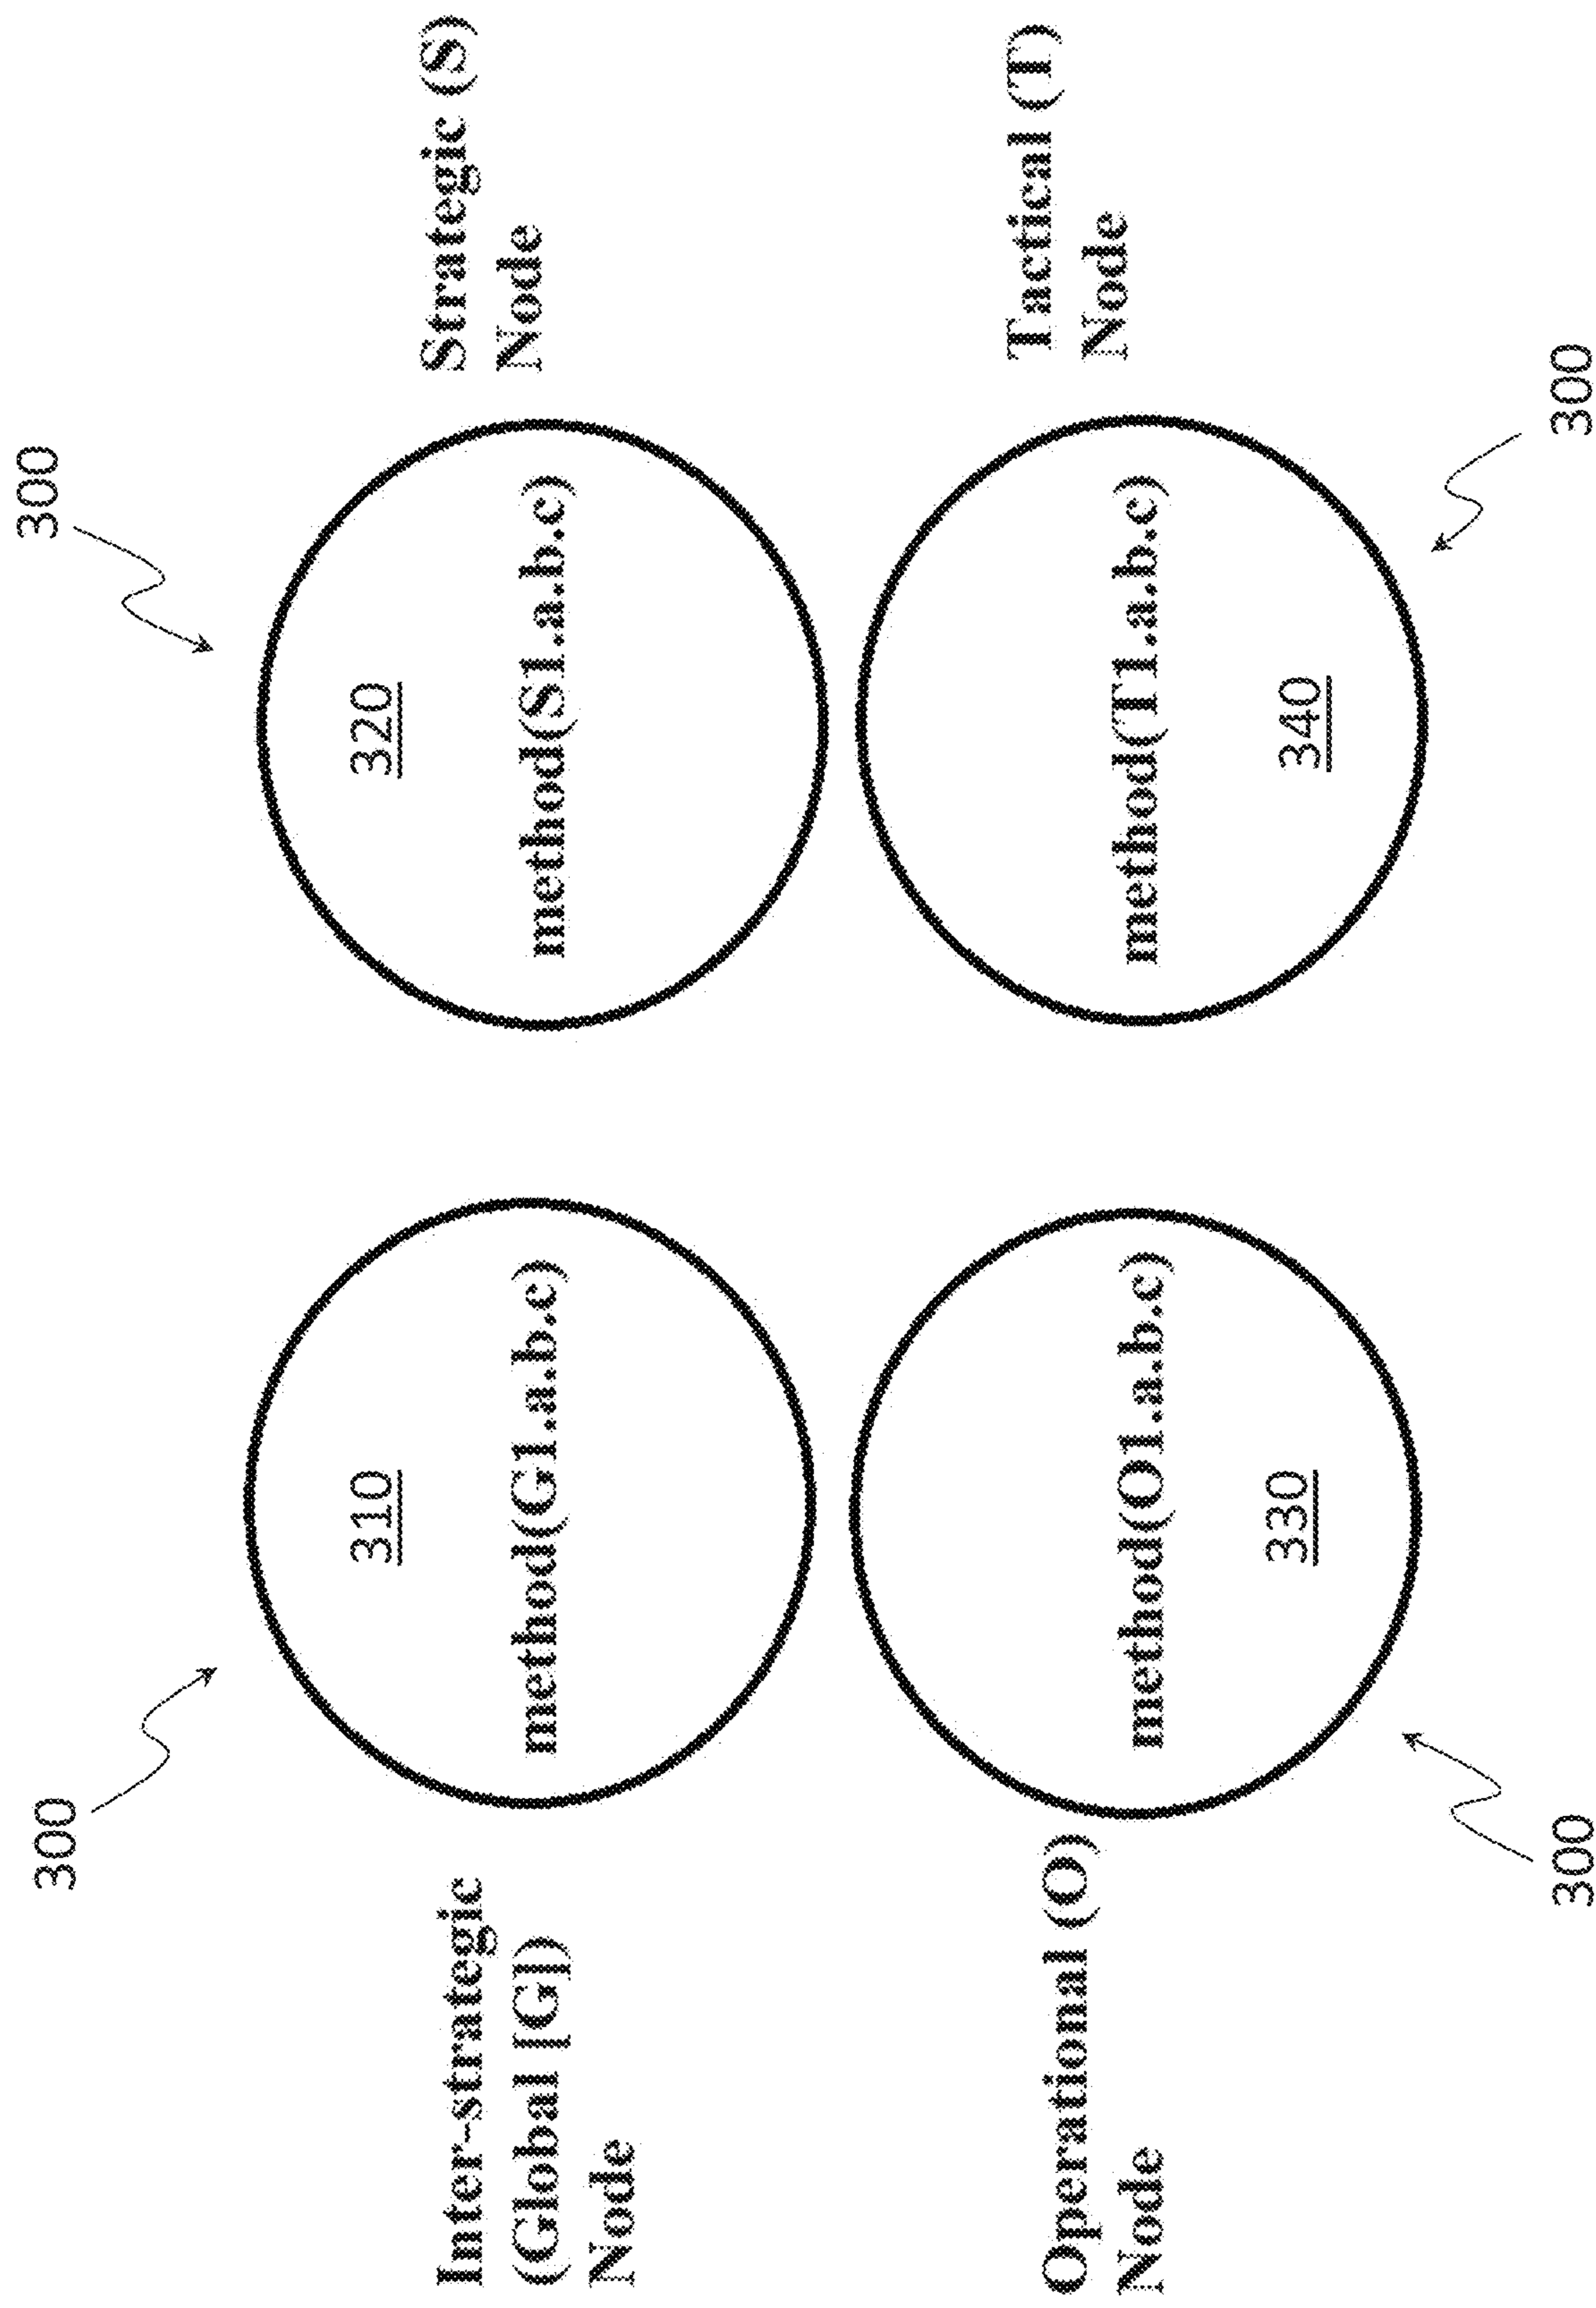 300
300
Inter-strategic
(Global [G])
Node
310
method(G1.a.b.c)
320
method(S1.a.b.c)
Strategic (S)
Node
Operational (O)
Node
method(O1.a.b.c)
330
method(T1.a.b.c)
340
Tactical (T)
Node
300
300